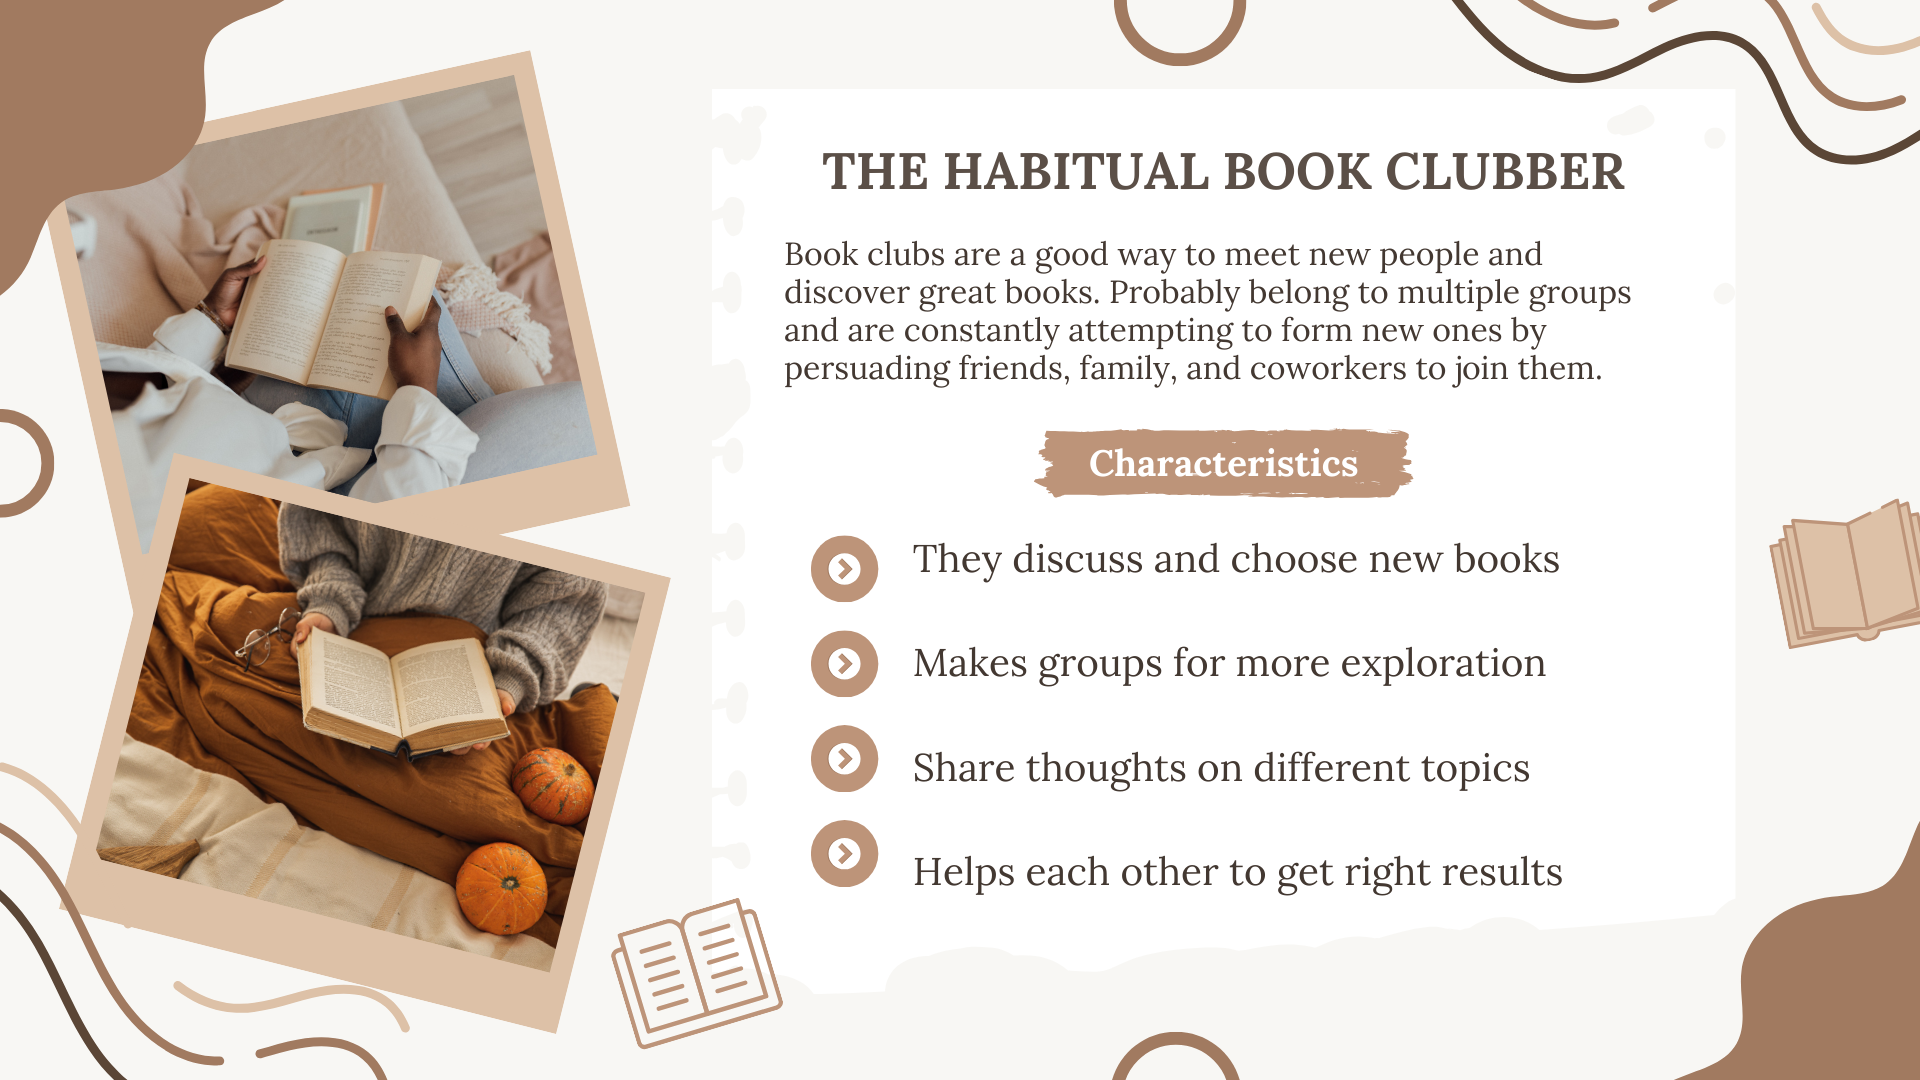 THE HABITUAL BOOK CLUBBER
Book clubs are a good way to meet new people and
discover great books. Probably belong to multiple groups
and are constantly attempting to form new ones by
persuading friends, family, and coworkers to join them.
Characteristics
They discuss and choose new books
Makes groups for more exploration
Share thoughts on different topics
Helps each other to get right results